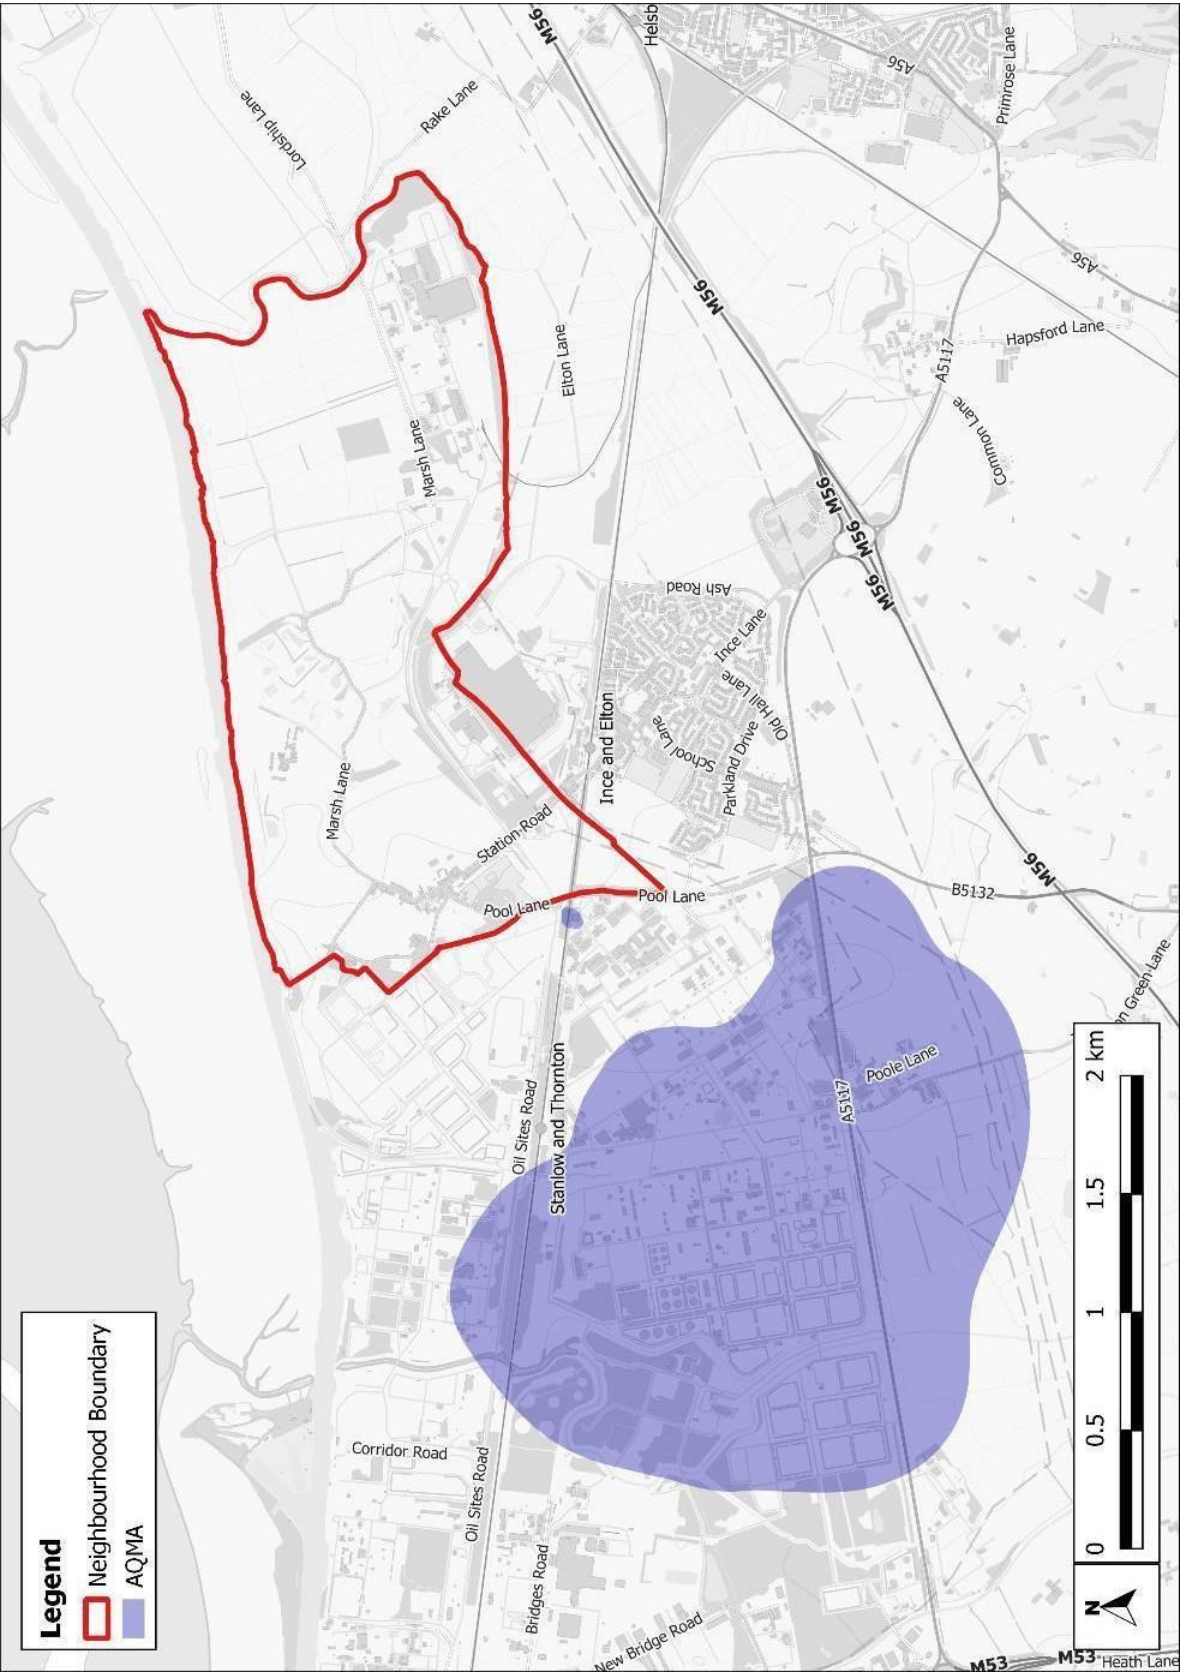 Legend
Neighbourhood Boundary
AQMA
N
0
0.5
1
1.5
2 km
M56
Helsb
A56
Primrose Lane
Rake Lane
Lordship Lane
M56
A56
Hapsford Lane
A5117
Common Lane
Elton Lane
Marsh Lane
M56
M56
M56
Ash Road
Ince Lane
Old Hall Lane
School Lane
Parkland Drive
Ince and Elton
Marsh Lane
Station Road
Pool Lane
Pool Lane
B5132
M56
en Green Lane
Poole Lane
A5117
Stanlow and Thornton
Oil Sites Road
Corridor Road
Oil Sites Road
Bridges Road
New Bridge Road
M53
M53
Heath Lane